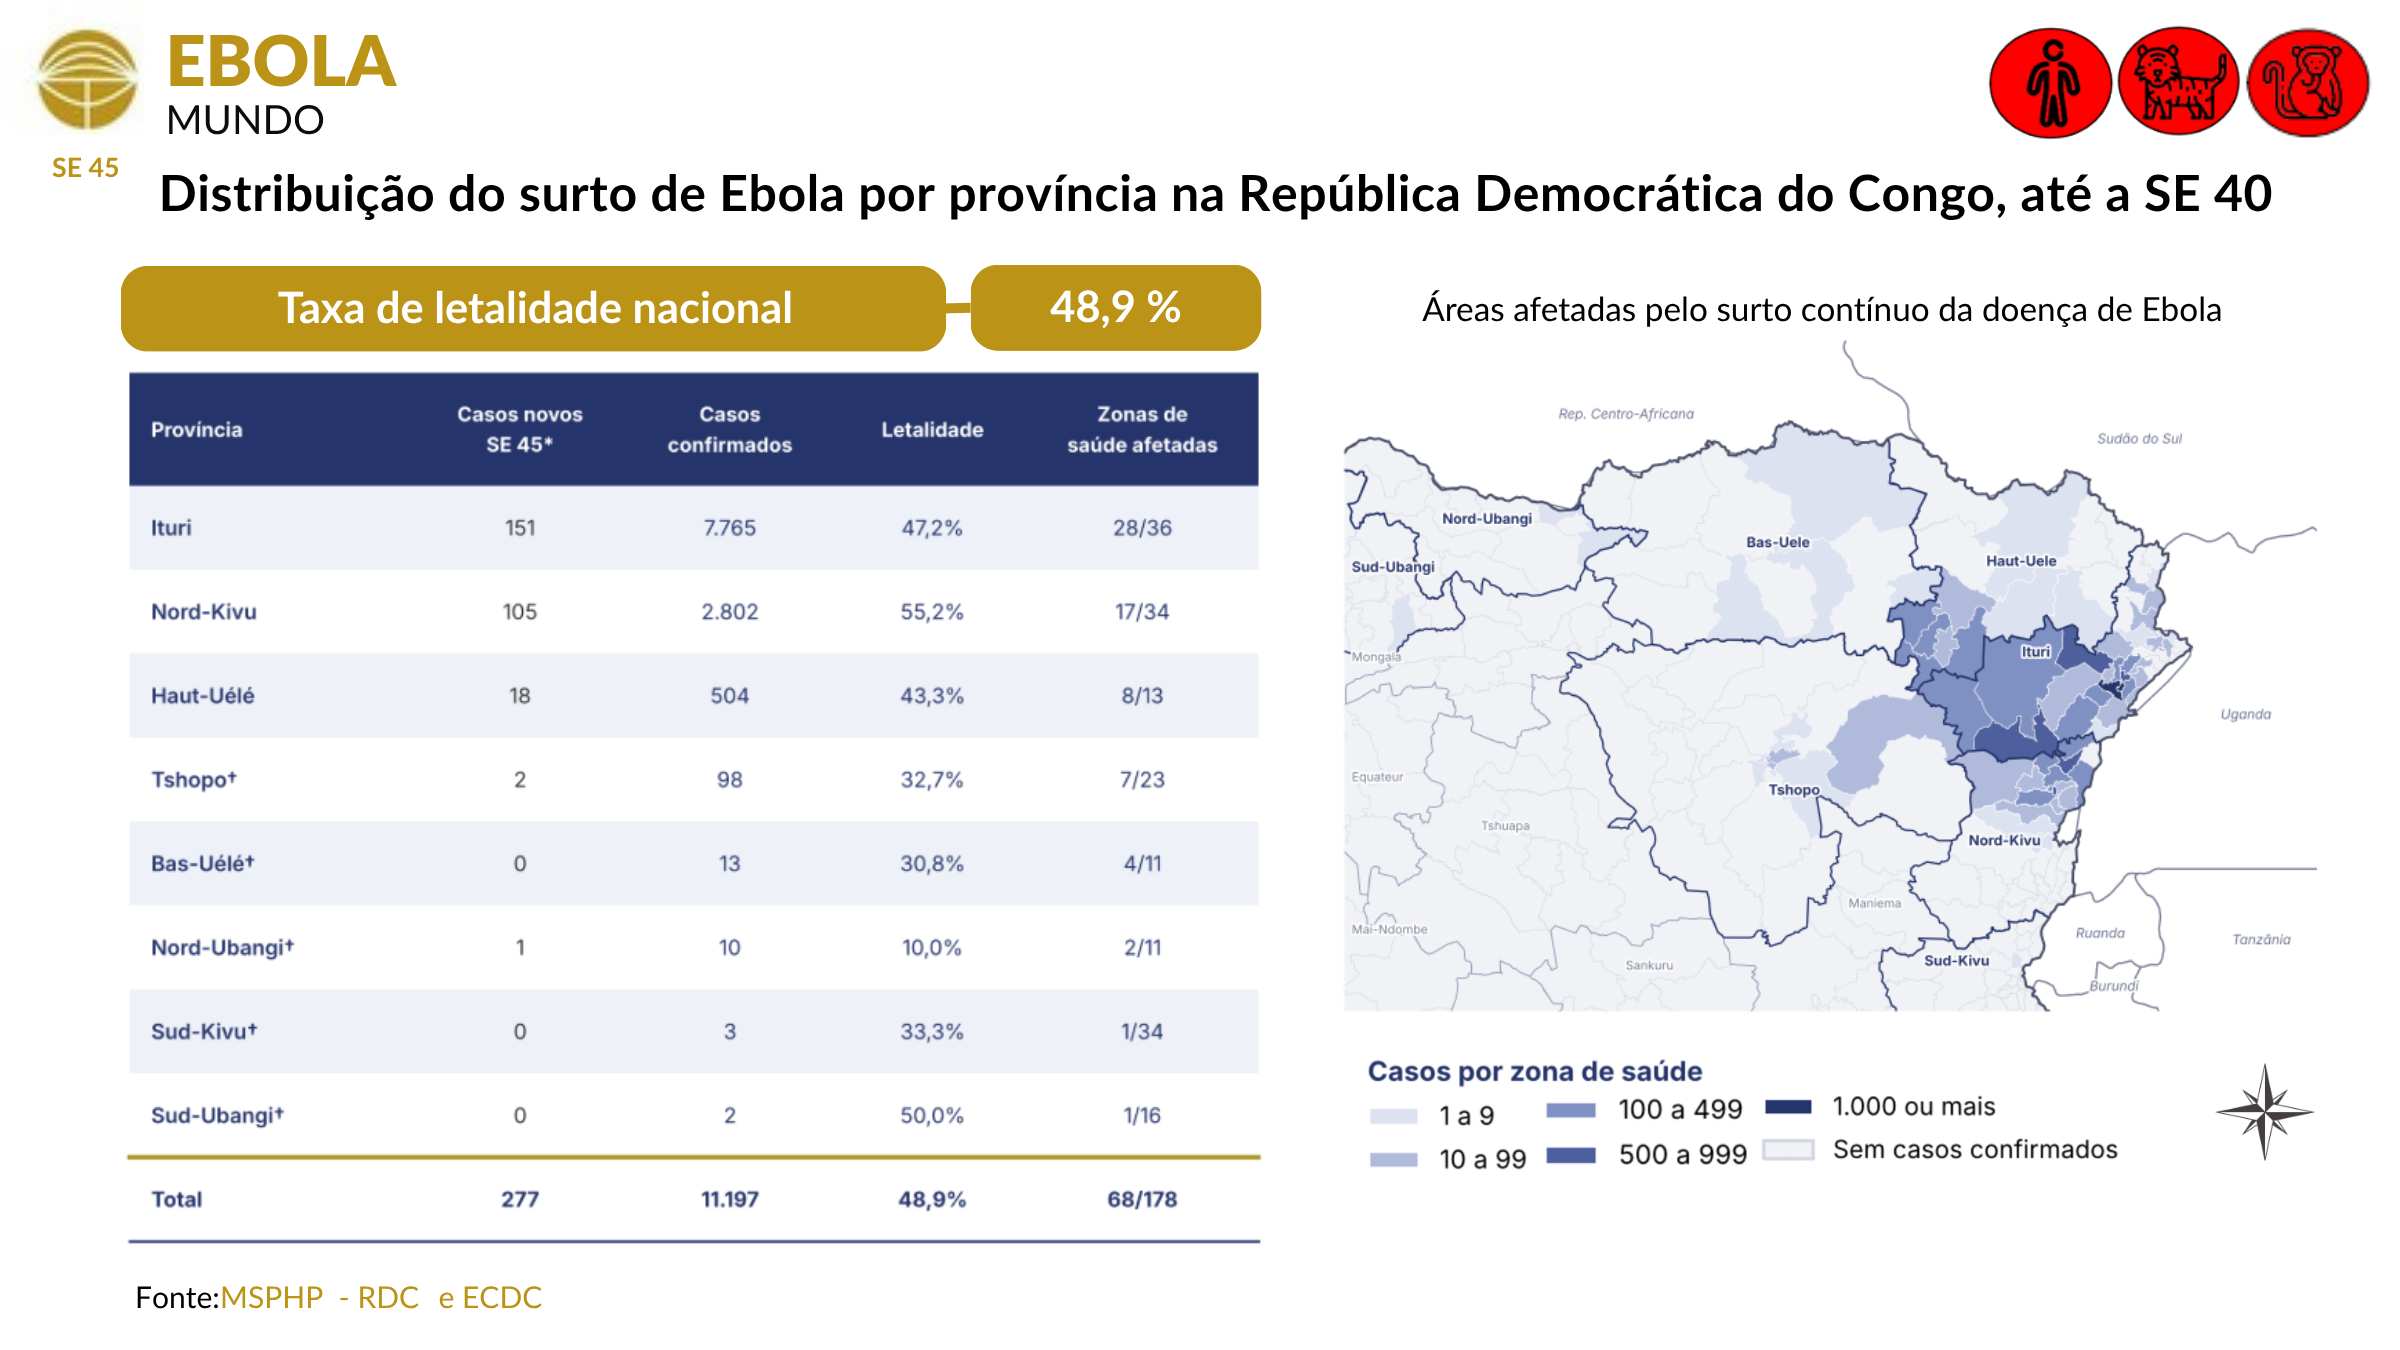 EBOLA
MUNDO
SE 45
Distribuição do surto de Ebola por província na República Democrática do Congo, até a SE 40
Taxa de letalidade nacional
48,9 %
Província Casos novos SE 45* Casos confirmados Letalidade Zonas de saúde afetadas
Ituri 151 7.765 47,2% 28/36
Nord-Kivu 105 2.802 55,2% 17/34
Haut-Uélé 18 504 43,3% 8/13
Tshopo† 2 98 32,7% 7/23
Bas-Uélé† 0 13 30,8% 4/11
Nord-Ubangi† 1 10 10,0% 2/11
Sud-Kivu† 0 3 33,3% 1/34
Sud-Ubangi† 0 2 50,0% 1/16
Total 277 11.197 48,9% 68/178
Fonte:MSPHP - RDC e ECDC
Áreas afetadas pelo surto contínuo da doença de Ebola
Rep. Centro-Africana
Sudão do Sul
Nord-Ubangi
Bas-Uele
Haut-Uele
Sud-Ubangi
Mongala
Ituri
Uganda
Equateur
Tshopo
Tshuapa
Nord-Kivu
Maniema
Mai-Ndombe
Ruanda
Tanzânia
Sankuru
Sud-Kivu
Burundi
Casos por zona de saúde
1 a 9
100 a 499
1.000 ou mais
10 a 99
500 a 999
Sem casos confirmados